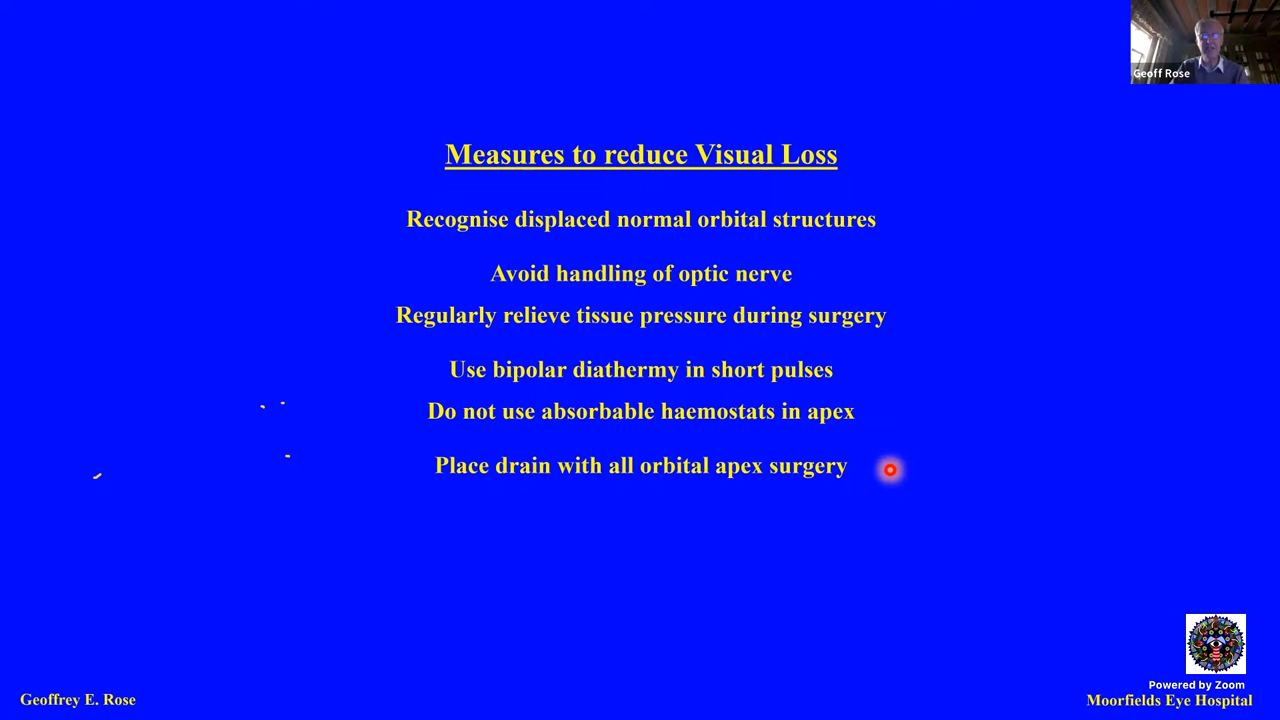 Geoff Rose
Measures to reduce Visual Loss
Recognise displaced normal orbital structures
Avoid handling of optic nerve
Regularly relieve tissue pressure during surgery
Use bipolar diathermy in short pulses
Do not use absorbable haemostats in apex
Place drain with all orbital apex surgery
Powered by Zoom
Geoffrey E. Rose
Moorfields Eye Hospital